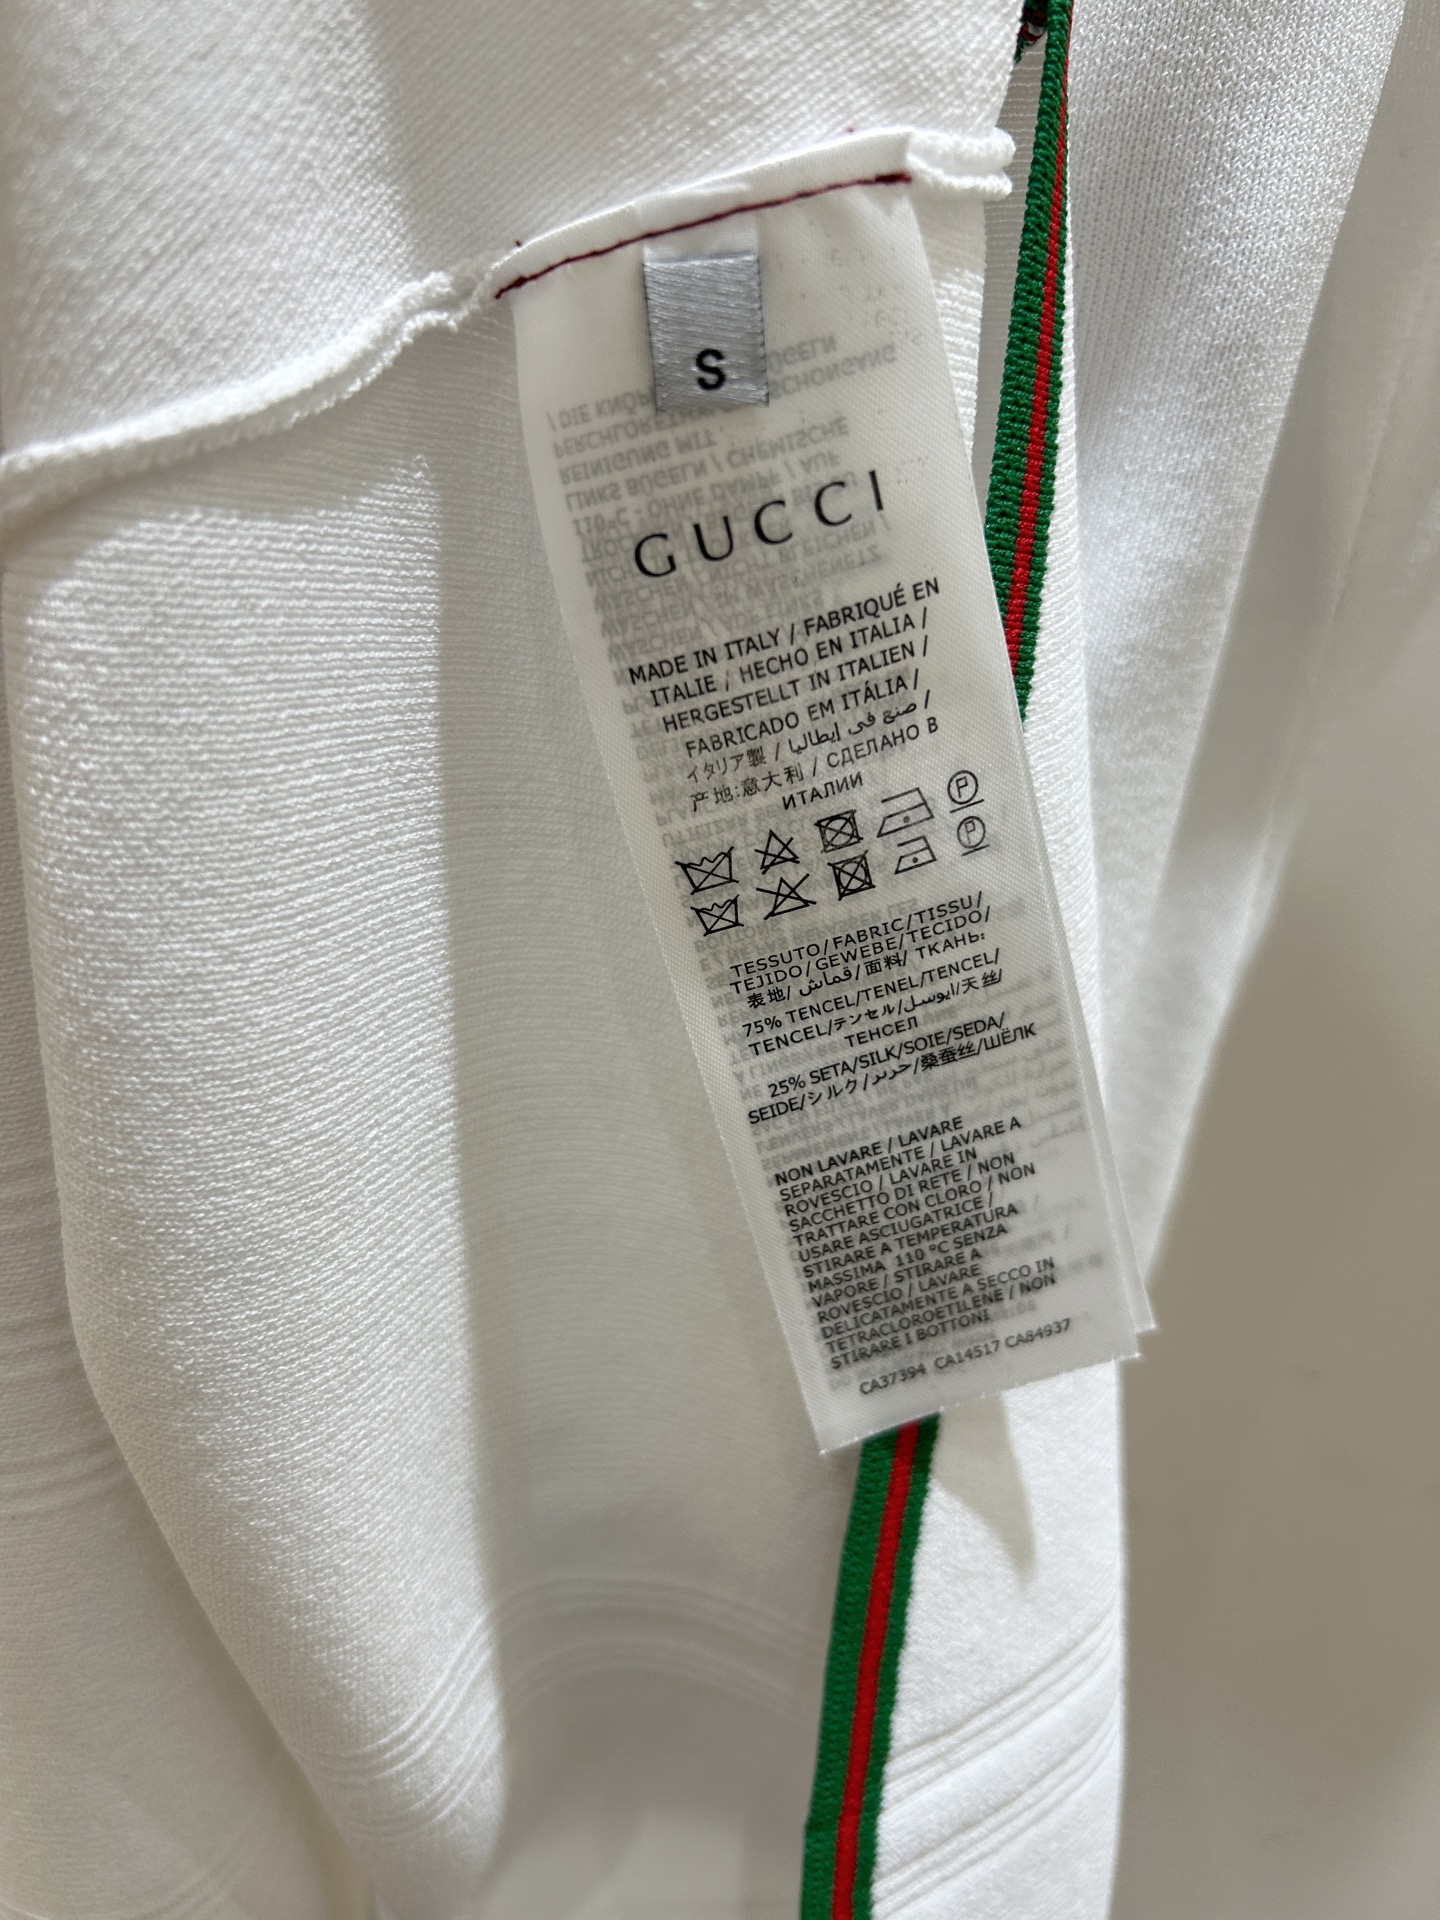 S
GUCCI
MADE IN ITALY / FABRIQUÉ EN
ITALIE / HECHO EN ITALIA /
HERGESTELLT IN ITALIEN /
FABRICADO EM ITÁLIA /
イタリア製 / صنع في إيطاليا /
产地:意大利 / СДЕЛАНО В
ИТАЛИИ
TESSUTO/FABRIC/TISSU/
TEJIDO/GEWEBE/TECIDO/
表地/ قماش/面料/ ТКАНЬ:
75% TENCEL/TENEL/TENCEL/
TENCEL/テンセル/ايوسل/天丝/
ТЕНСЕЛ
25% SETA/SILK/SOIE/SEDA/
SEIDE/シルク/حرير/桑蚕丝/ШЁЛК
NON LAVARE / LAVARE
SEPARATAMENTE / LAVARE A
ROVESCIO / LAVARE IN
SACCHETTO DI RETE / NON
TRATTARE CON CLORO / NON
USARE ASCIUGATRICE /
STIRARE A TEMPERATURA
MASSIMA 110 °C SENZA
VAPORE / STIRARE A
ROVESCIO / LAVARE
DELICATAMENTE A SECCO IN
TETRACLOROETILENE / NON
STIRARE I BOTTONI
CA37394 CA14517 CA84937